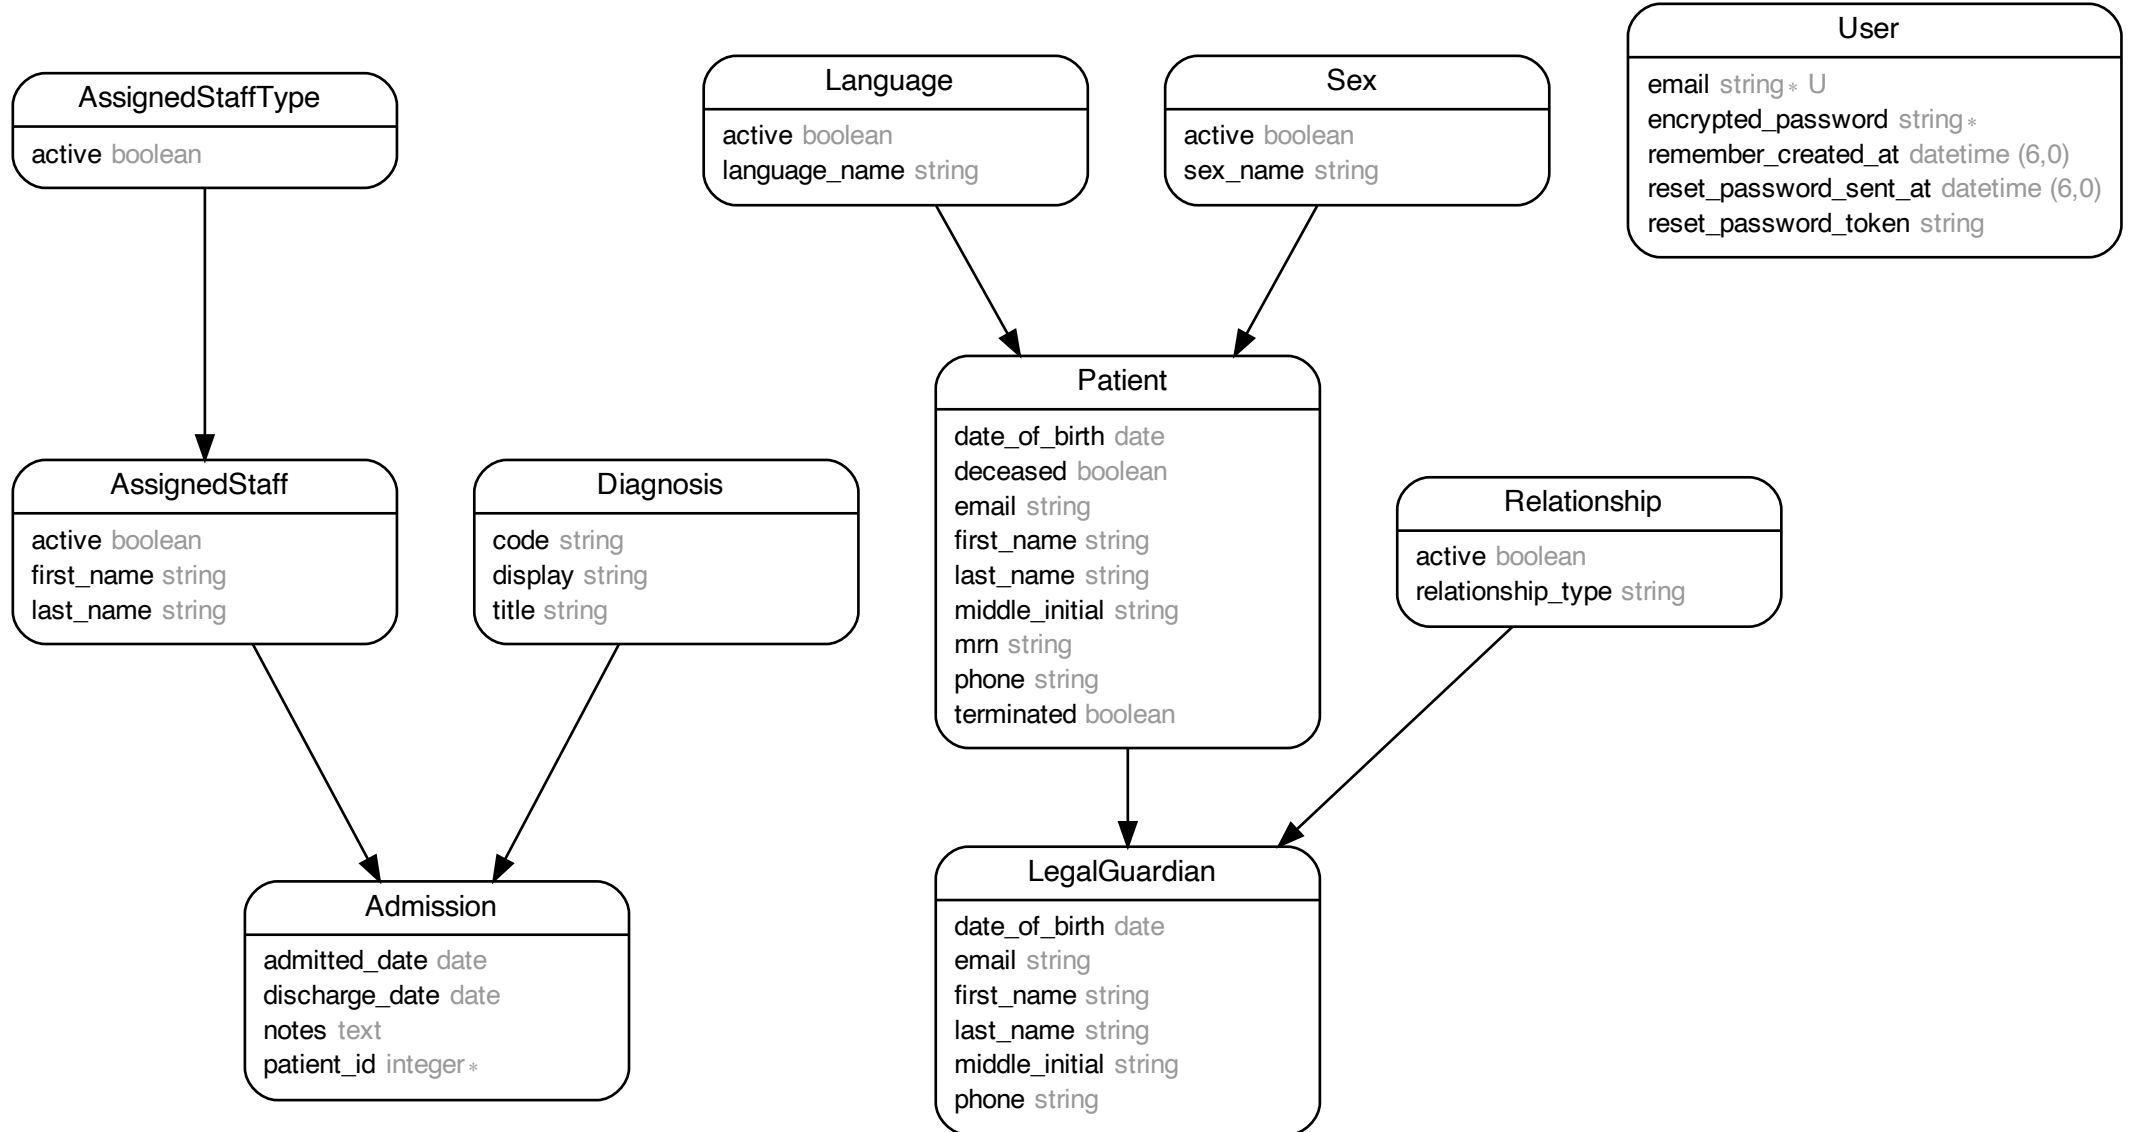 AssignedStaffType
active boolean
Language
active boolean
language_name string
Sex
active boolean
sex_name string
User
email string* U
encrypted_password string*
remember_created_at datetime (6,0)
reset_password_sent_at datetime (6,0)
reset_password_token string
AssignedStaff
active boolean
first_name string
last_name string
Diagnosis
code string
display string
title string
Patient
date_of_birth date
deceased boolean
email string
first_name string
last_name string
middle_initial string
mrn string
phone string
terminated boolean
Relationship
active boolean
relationship_type string
Admission
admitted_date date
discharge_date date
notes text
patient_id integer*
LegalGuardian
date_of_birth date
email string
first_name string
last_name string
middle_initial string
phone string